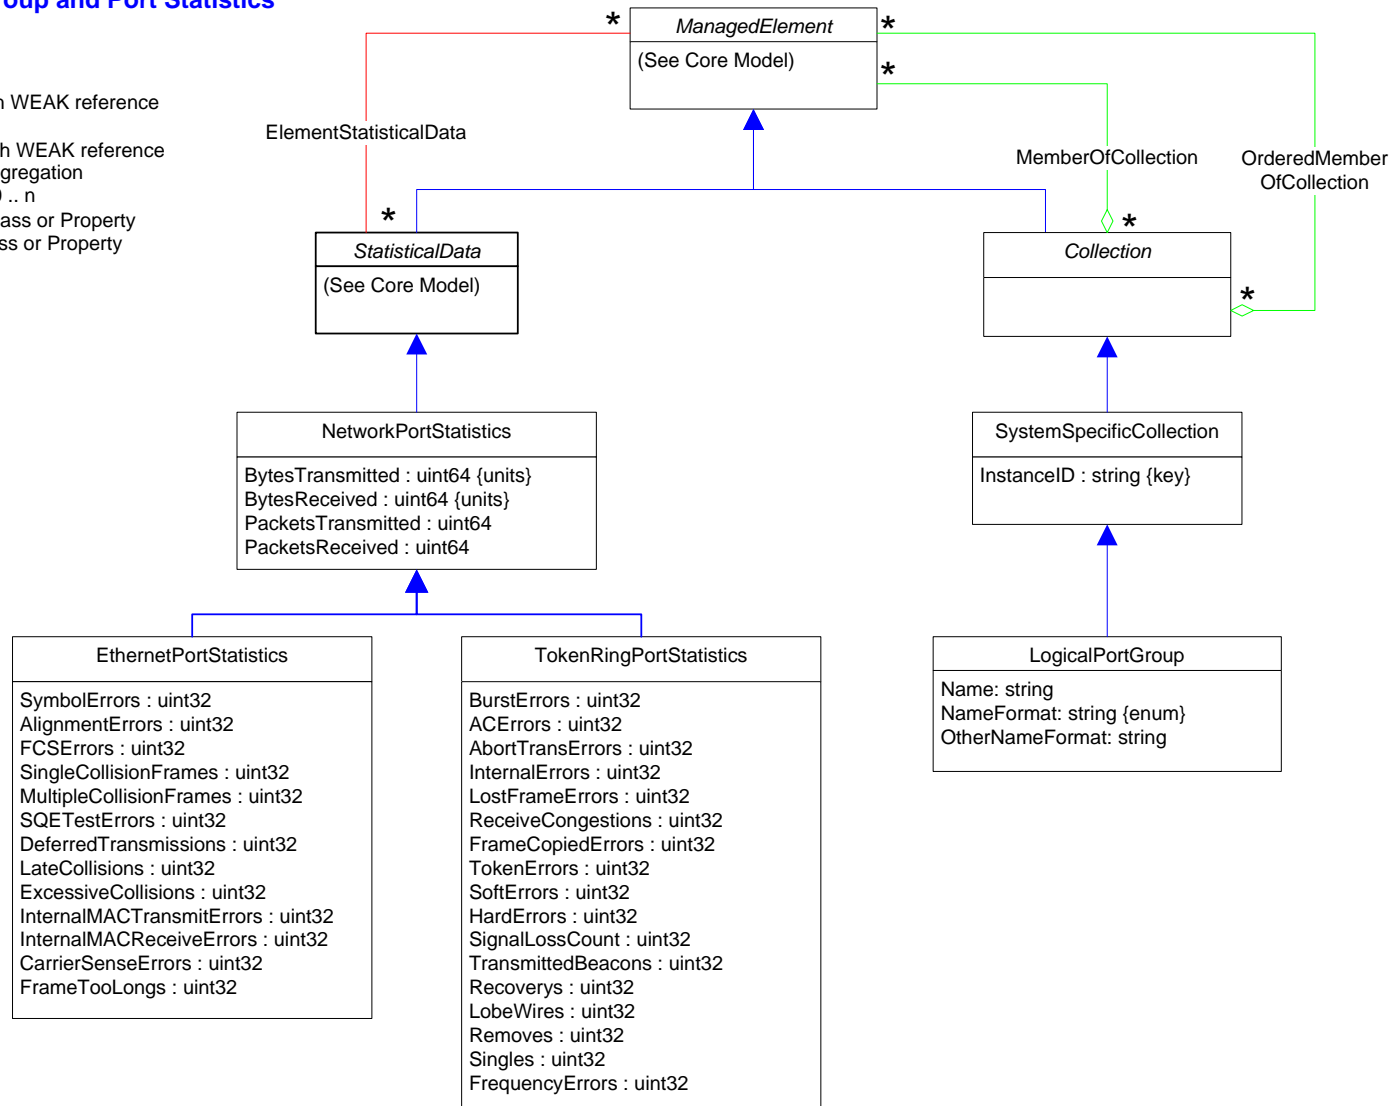 oup and Port Statistics
h WEAK reference
h WEAK reference
gregation
.. n
ass or Property
ss or Property
*
ManagedElement
(See Core Model)
*
*
ElementStatisticalData
MemberOfCollection
OrderedMember
OfCollection
*
StatisticalData
(See Core Model)
*
Collection
*
NetworkPortStatistics
BytesTransmitted : uint64 {units}
BytesReceived : uint64 {units}
PacketsTransmitted : uint64
PacketsReceived : uint64
SystemSpecificCollection
InstanceID : string {key}
EthernetPortStatistics
SymbolErrors : uint32
AlignmentErrors : uint32
FCSErrors : uint32
SingleCollisionFrames : uint32
MultipleCollisionFrames : uint32
SQETestErrors : uint32
DeferredTransmissions : uint32
LateCollisions : uint32
ExcessiveCollisions : uint32
InternalMACTransmitErrors : uint32
InternalMACReceiveErrors : uint32
CarrierSenseErrors : uint32
FrameTooLongs : uint32
TokenRingPortStatistics
BurstErrors : uint32
ACErrors : uint32
AbortTransErrors : uint32
InternalErrors : uint32
LostFrameErrors : uint32
ReceiveCongestions : uint32
FrameCopiedErrors : uint32
TokenErrors : uint32
SoftErrors : uint32
HardErrors : uint32
SignalLossCount : uint32
TransmittedBeacons : uint32
Recoverys : uint32
LobeWires : uint32
Removes : uint32
Singles : uint32
FrequencyErrors : uint32
LogicalPortGroup
Name: string
NameFormat: string {enum}
OtherNameFormat: string